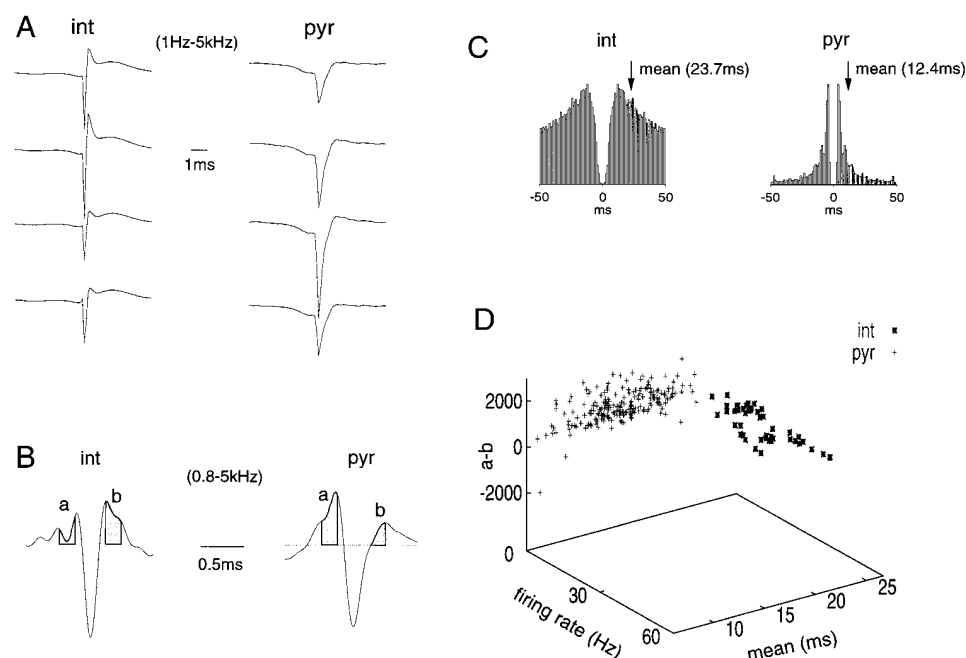 A
int
(1Hz-5kHz)
pyr
1ms
B
int
(0.8-5kHz)
pyr
a
b
a
b
0.5ms
C
int
pyr
mean (23.7ms)
mean (12.4ms)
-50
0
50
ms
-50
0
50
ms
D
int
pyr
2000
0
-2000
a-b
0
30
60
firing rate (Hz)
10
15
20
25
mean (ms)